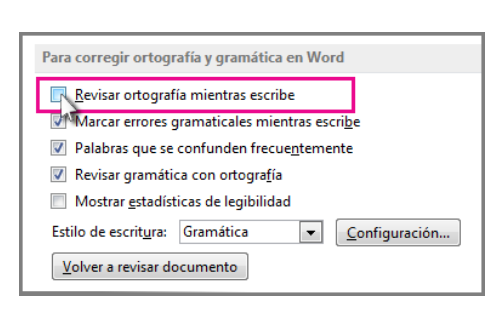 Para corregir ortografía y gramática en Word
Revisar ortografía mientras escribe
Marcar errores gramaticales mientras escribe
Palabras que se confunden frecuentemente
Revisar gramática con ortografía
Mostrar estadísticas de legibilidad
Estilo de escritura: Gramática Configuración...
Volver a revisar documento